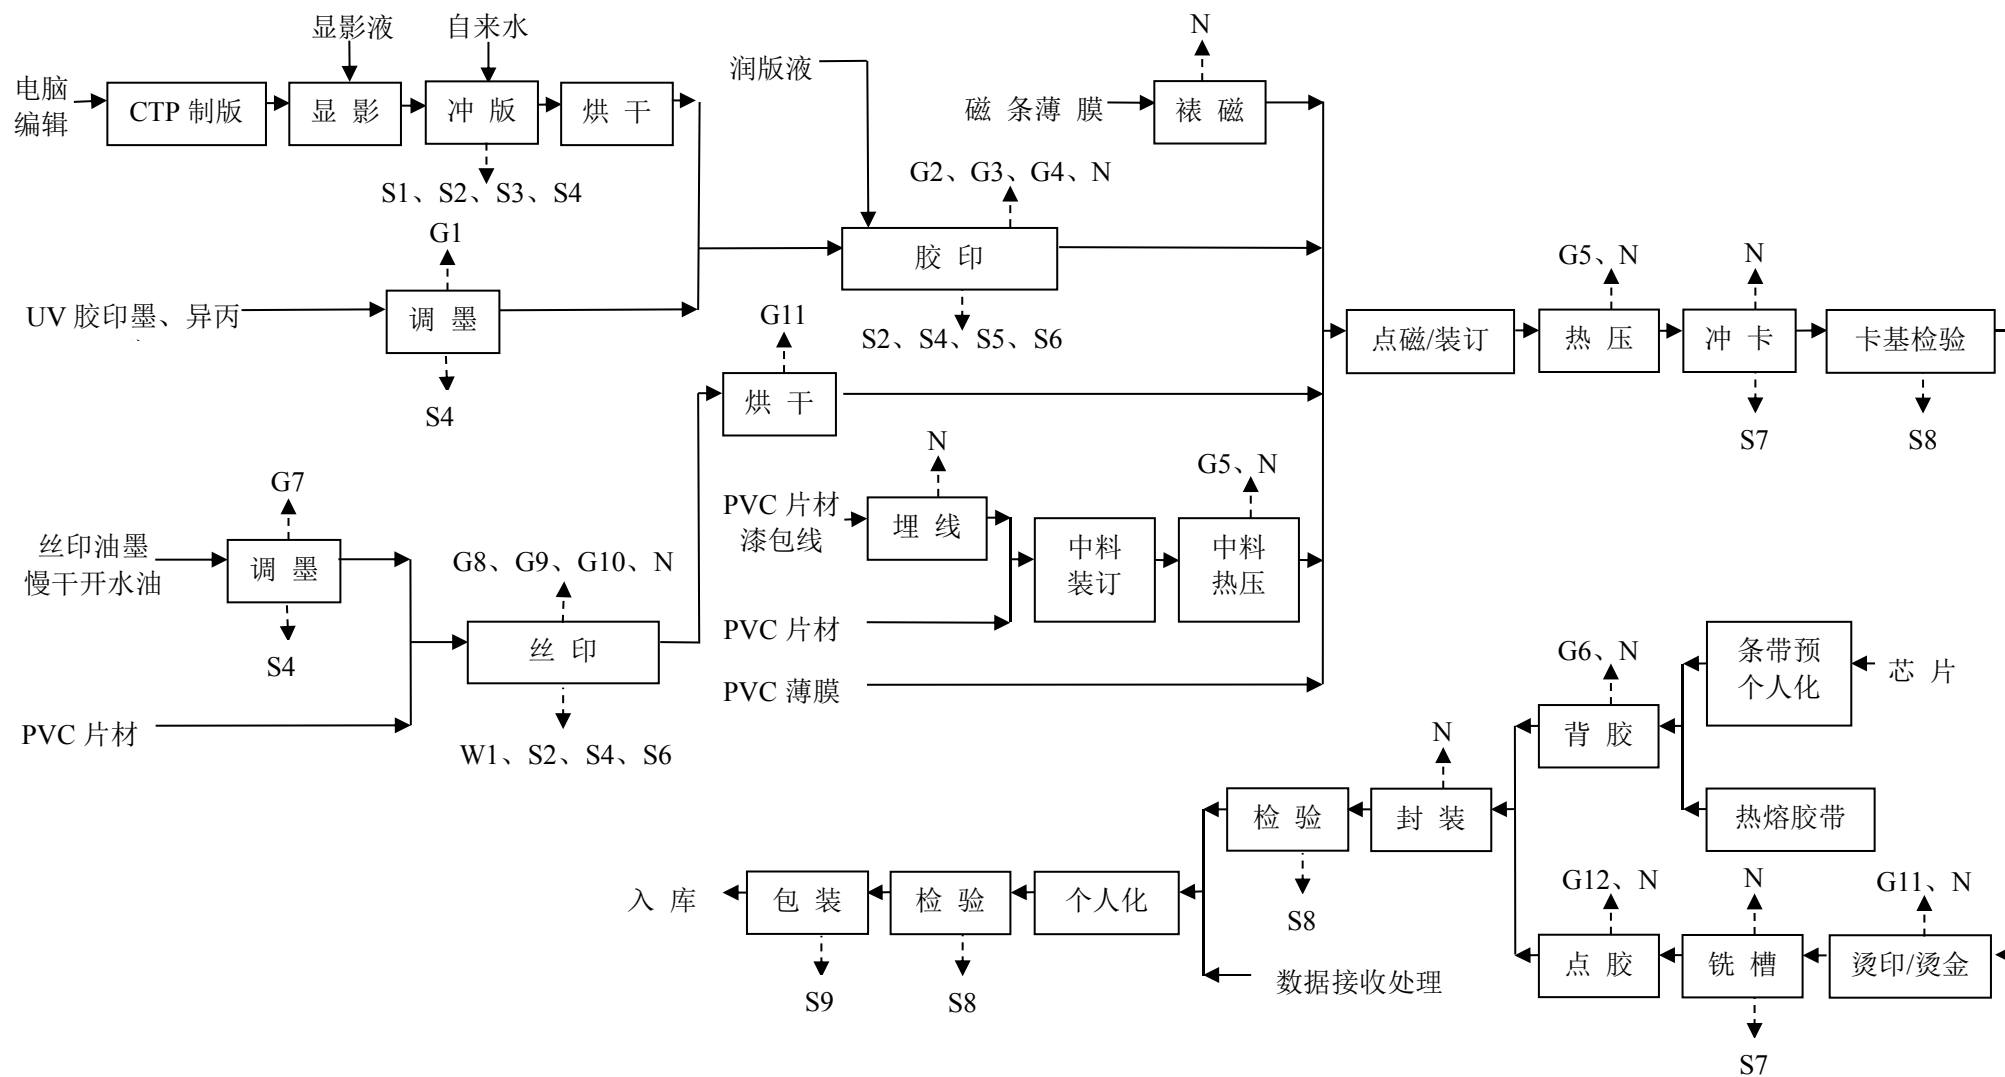 显影液
自来水
N
电脑
编辑
CTP 制版
显 影
冲 版
烘 干
润版液
磁 条薄 膜
裱 磁
S1、S2、S3、S4
G2、G3、G4、N
G1
UV 胶印墨、异丙
调 墨
S4
胶 印
S2、S4、S5、S6
G11
烘 干
G5、N
N
点磁/装订
热 压
冲 卡
卡基检验
S7
S8
N
G5、N
PVC 片材
漆包线
埋 线
中料
装订
中料
热压
PVC 片材
PVC 薄膜
G7
丝印油墨
慢干开水油
调 墨
S4
G8、G9、G10、N
丝 印
W1、S2、S4、S6
PVC 片材
G6、N
条带预
个人化
芯 片
背 胶
热熔胶带
N
检 验
封 装
S8
G12、N
N
G11、N
点 胶
铣 槽
烫印/烫金
S7
入 库
包 装
检 验
个人化
数据接收处理
S9
S8